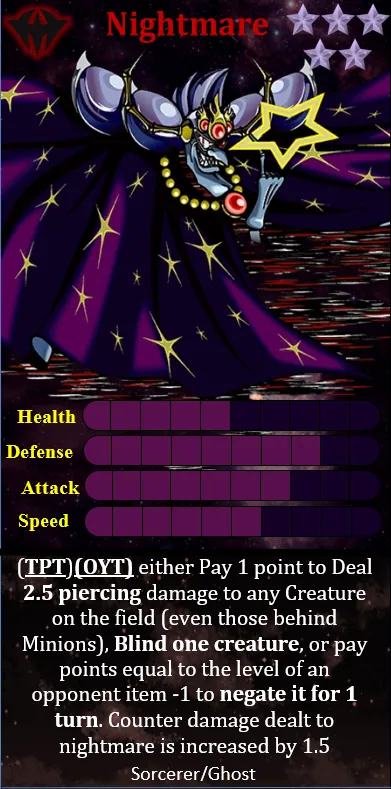 Nightmare
Health
Defense
Attack
Speed
(TPT)(OYT) either Pay 1 point to Deal
2.5 piercing damage to any Creature
on the field (even those behind
Minions), Blind one creature, or pay
points equal to the level of an
opponent item -1 to negate it for 1
turn. Counter damage dealt to
nightmare is increased by 1.5
Sorcerer/Ghost